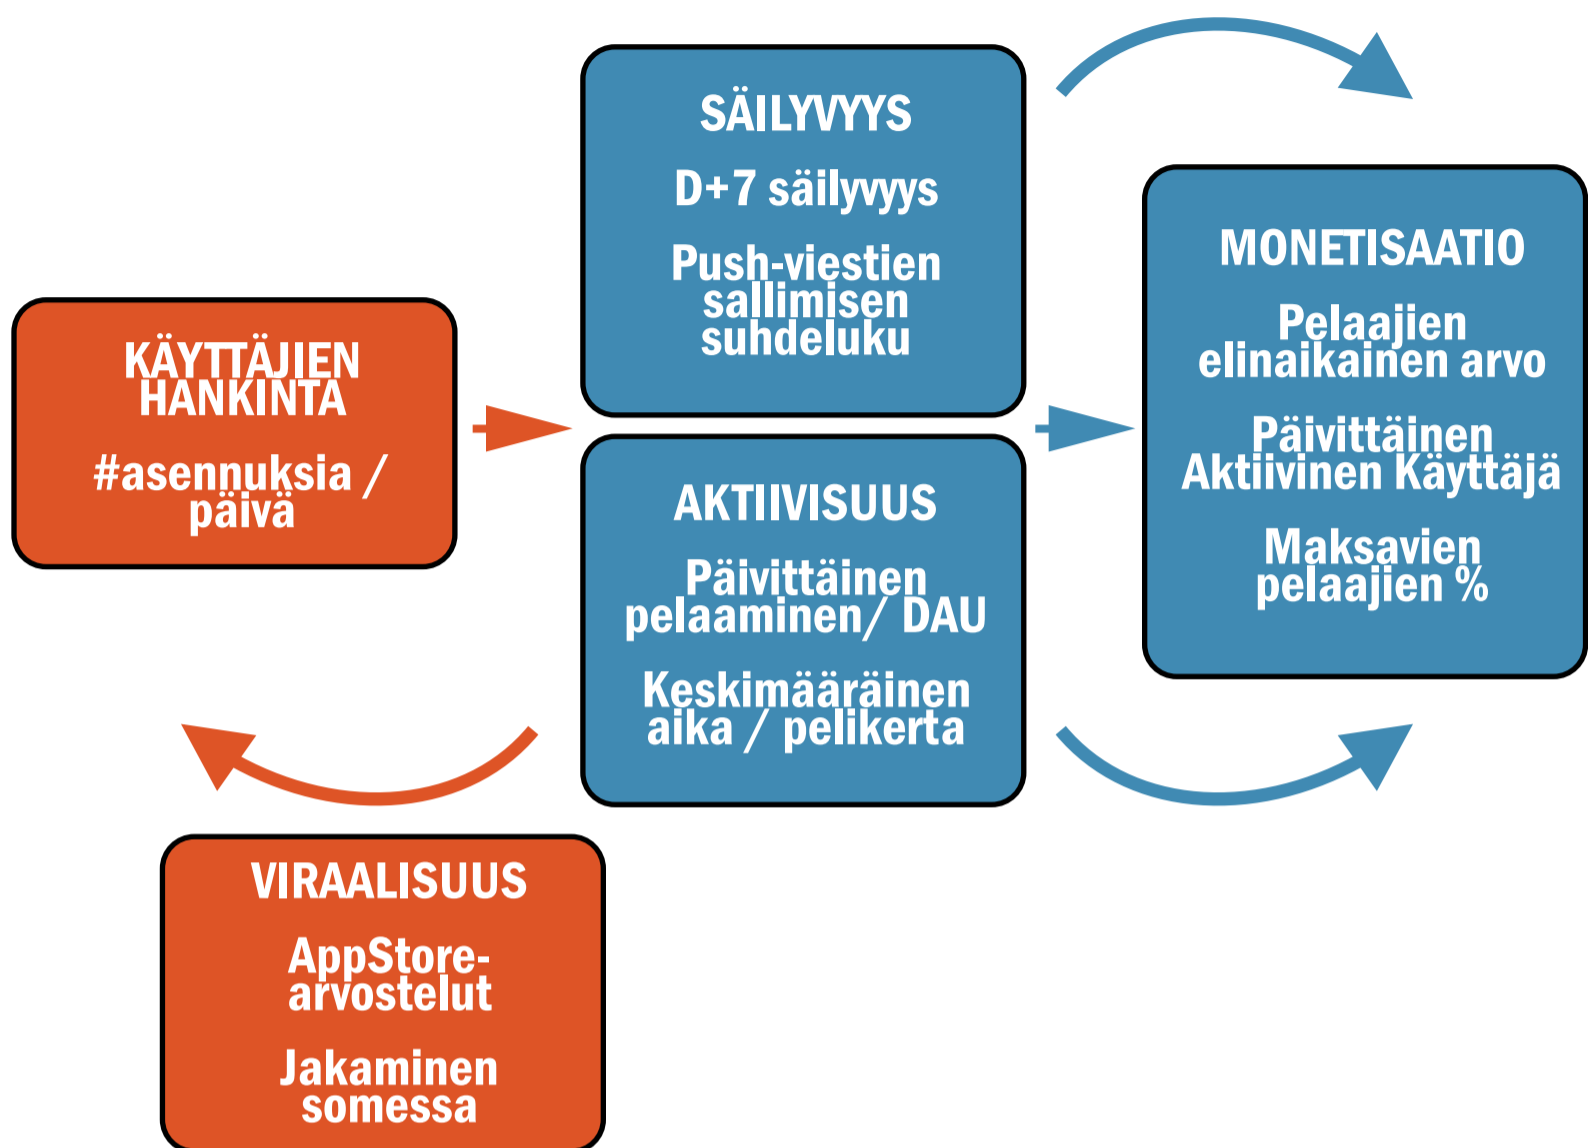 KÄYTTÄJIEN
HANKINTA
#asennuksia /
päivä
SÄILYVYYS
D+7 säilyvyys
Push-viestien
sallimisen
suhdeluku
AKTIIVISUUS
Päivittäinen
pelaaminen/ DAU
Keskimääräinen
aika / pelikerta
MONETISAATIO
Pelaajien
elinaikainen arvo
Päivittäinen
Aktiivinen Käyttäjä
Maksavien
pelaajien %
VIRAALISUUS
AppStore-
arvostelut
Jakaminen
somessa